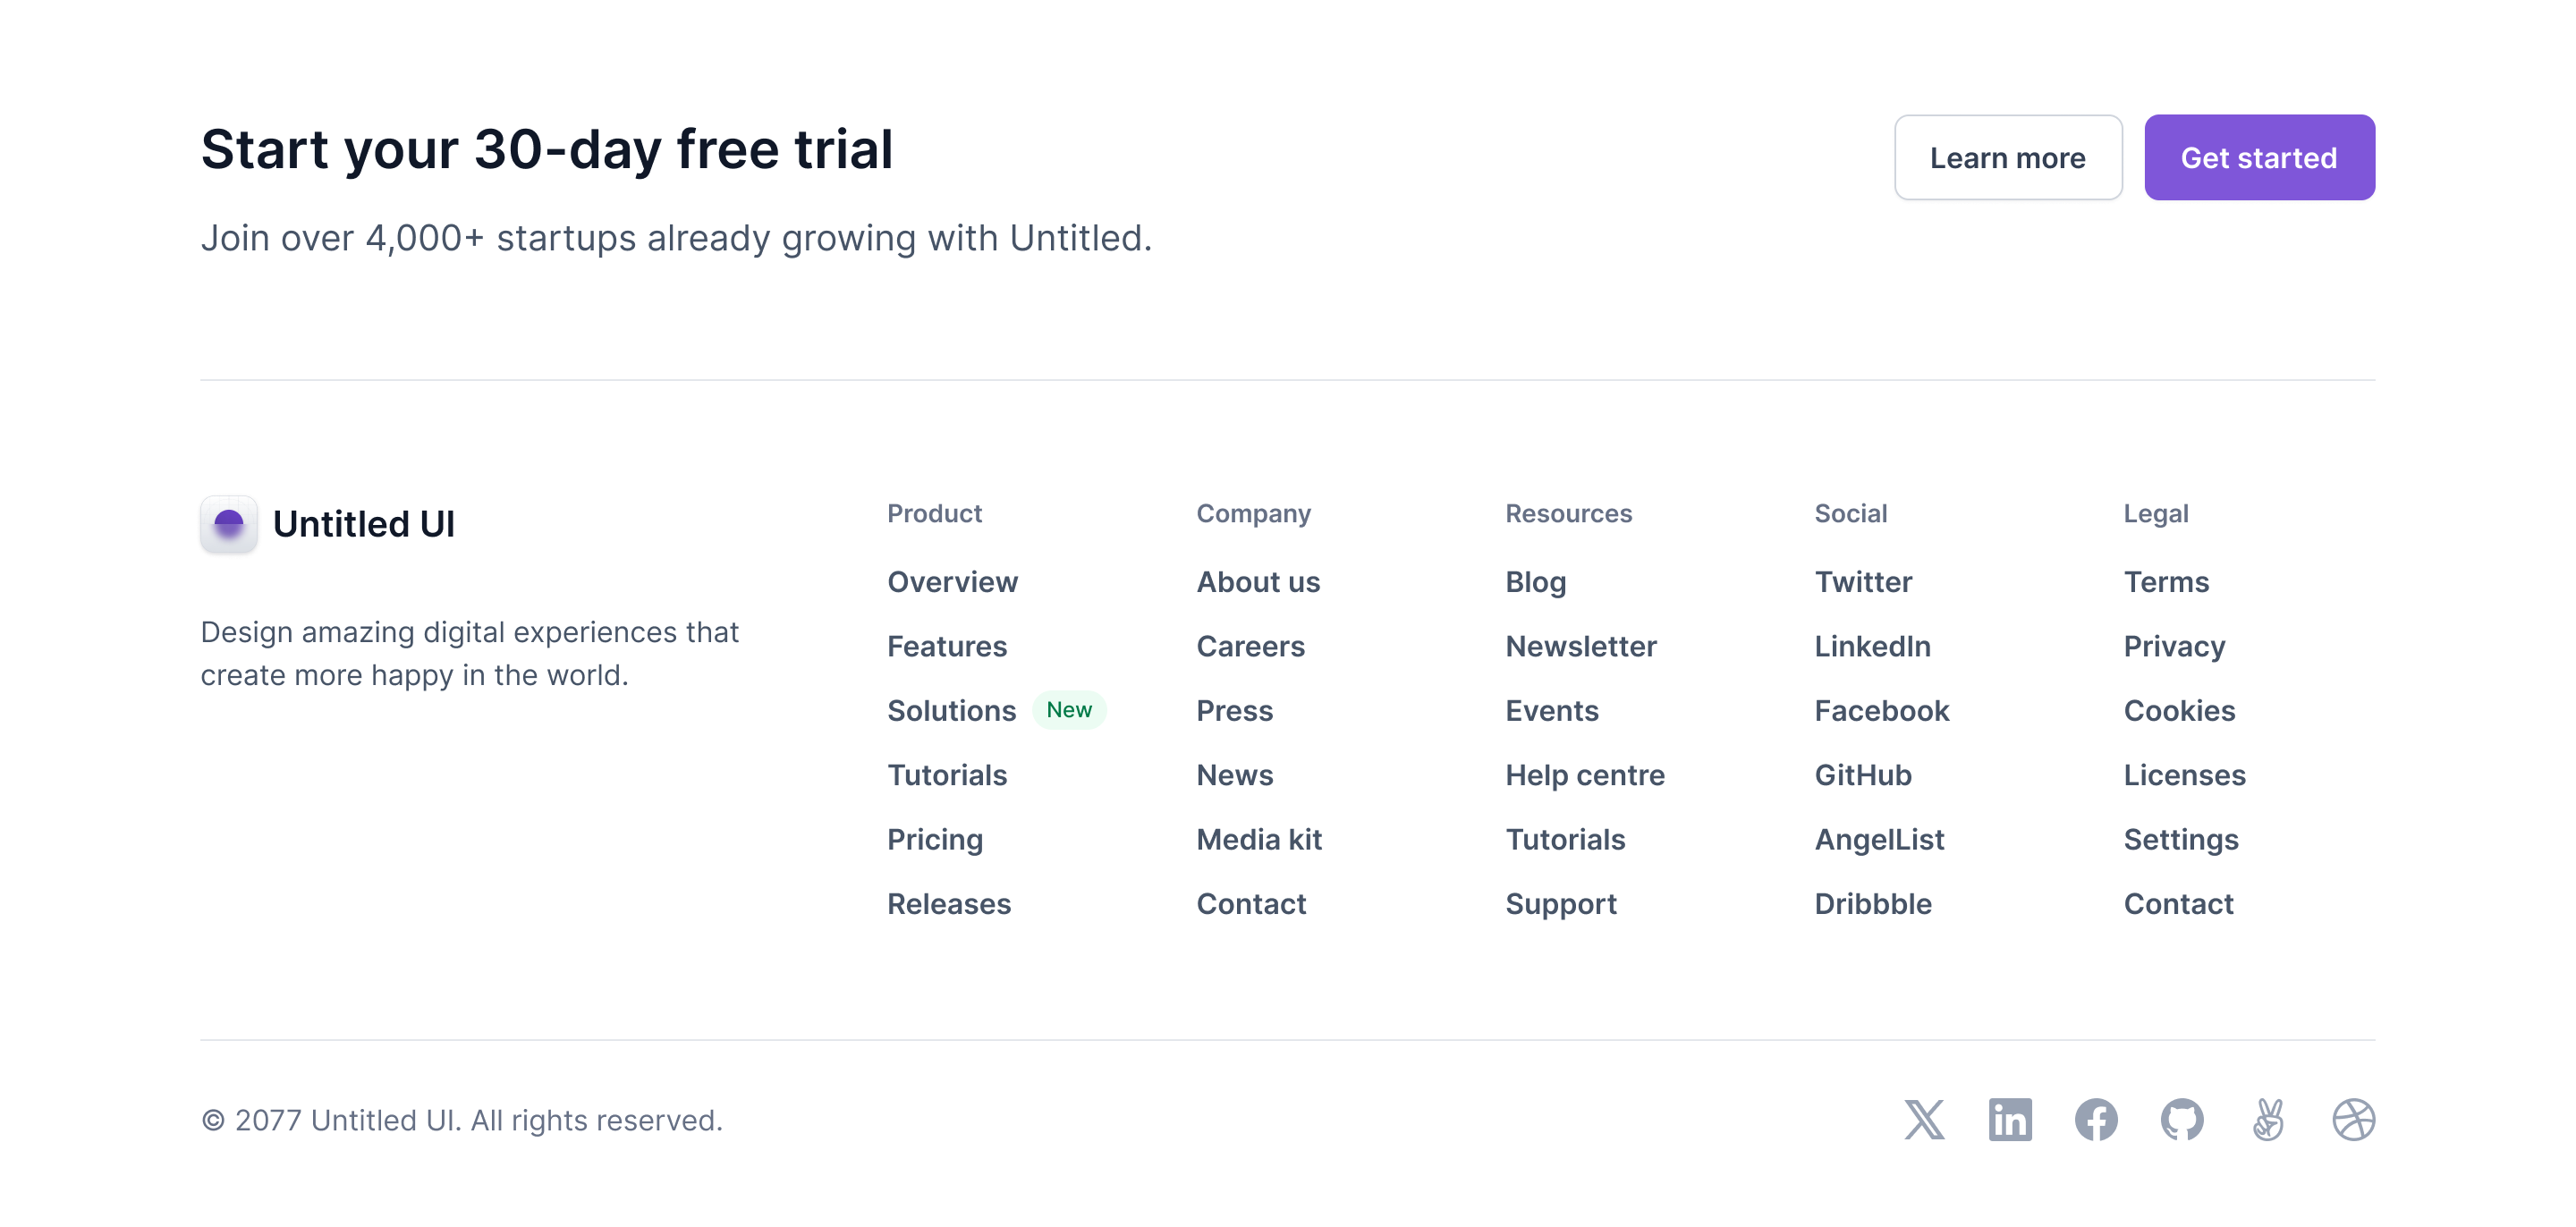 Start your 30-day free trial
Join over 4,000+ startups already growing with Untitled.
Learn more
Get started
Untitled UI
Design amazing digital experiences that
create more happy in the world.
Product
Overview
Features
Solutions New
Tutorials
Pricing
Releases
Company
About us
Careers
Press
News
Media kit
Contact
Resources
Blog
Newsletter
Events
Help centre
Tutorials
Support
Social
Twitter
LinkedIn
Facebook
GitHub
AngelList
Dribbble
Legal
Terms
Privacy
Cookies
Licenses
Settings
Contact
© 2077 Untitled UI. All rights reserved.